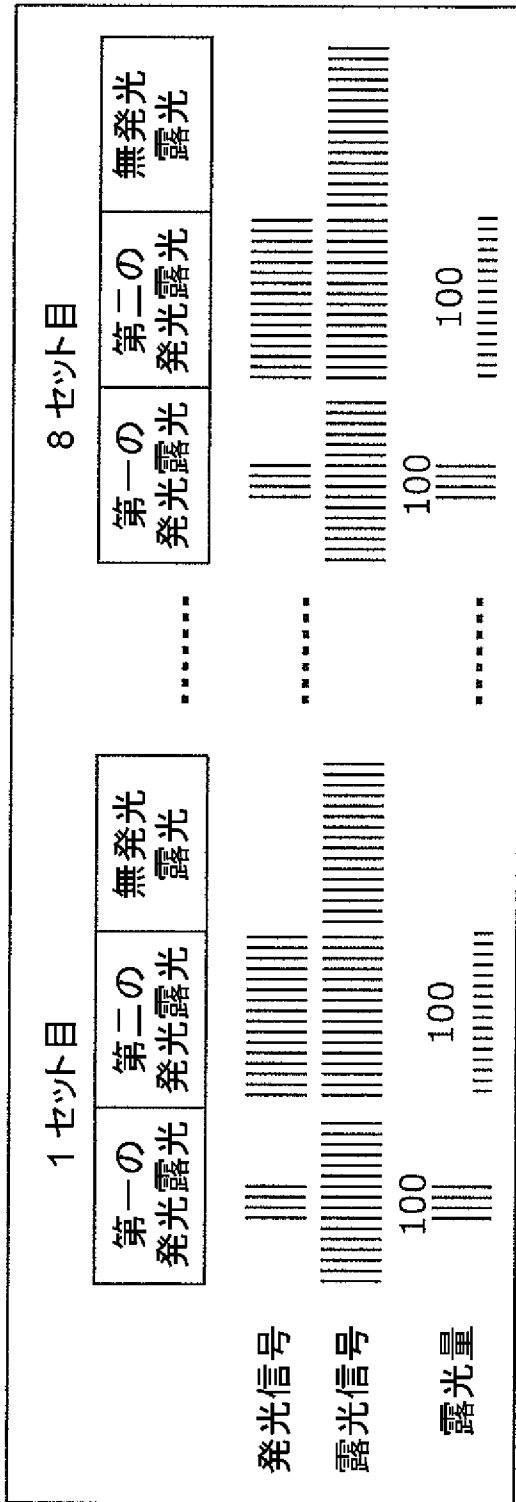 1セット目
8セット目
第一の
発光露光
第二の
発光露光
無発光
露光
第一の
発光露光
第二の
発光露光
無発光
露光
発光信号
露光信号
露光量
100
100
100
100